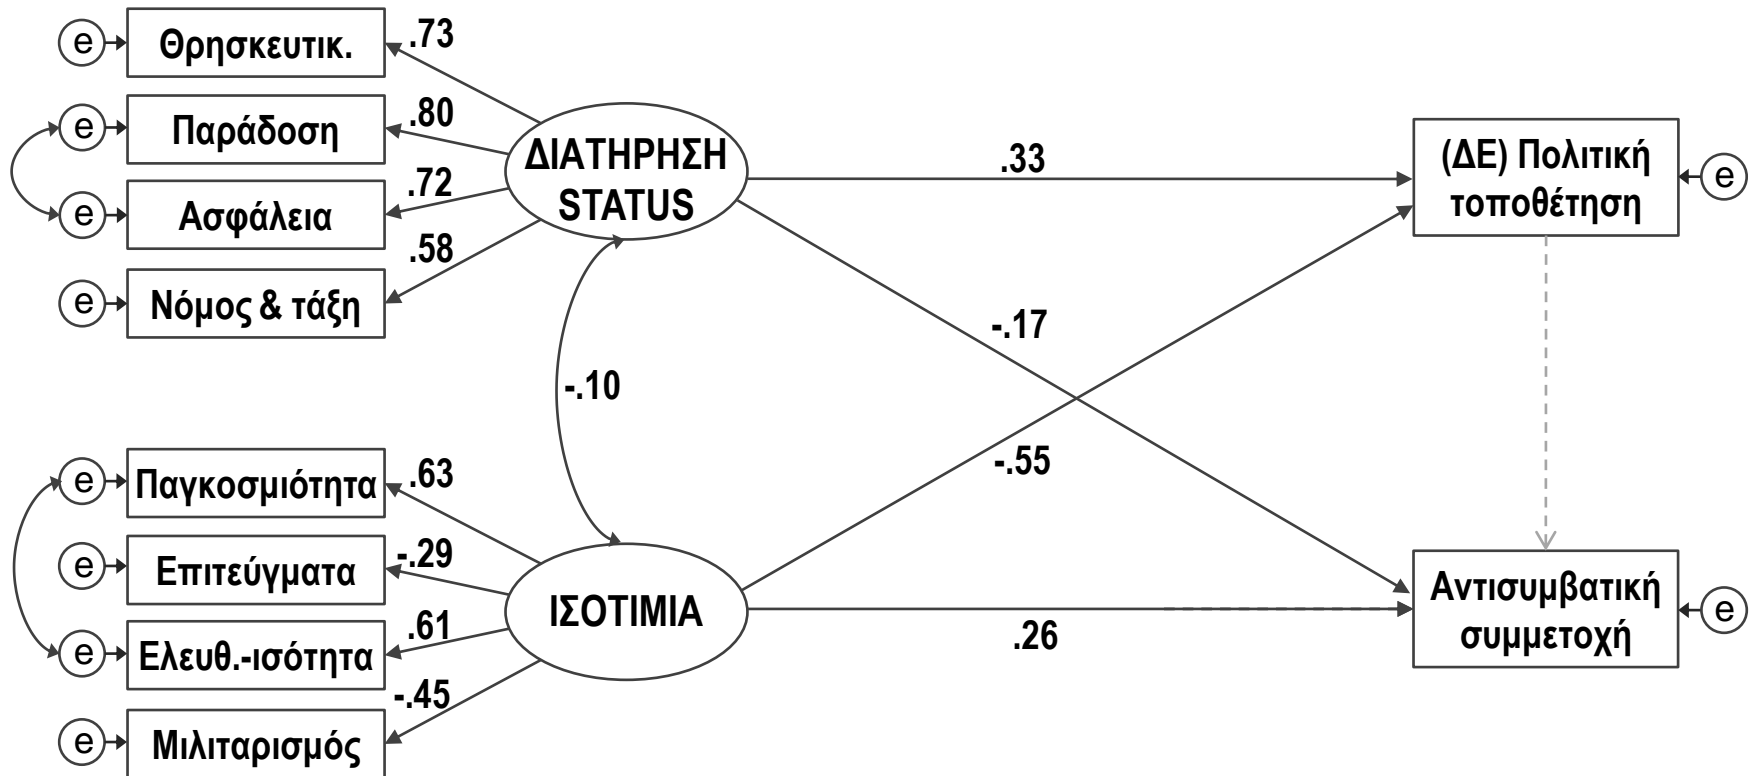 e
Θρησκευτικ.
.73
e
Παράδοση
.80
e
Ασφάλεια
.72
e
Νόμος & τάξη
.58
ΔΙΑΤΗΡΗΣΗ
STATUS
.33
(ΔΕ) Πολιτική
τοποθέτηση
e
-.17
-.10
-.55
e
Παγκοσμιότητα
.63
e
Επιτεύγματα
-.29
e
Ελευθ.-ισότητα
.61
e
Μιλιταρισμός
-.45
ΙΣΟΤΙΜΙΑ
.26
Αντισυμβατική
συμμετοχή
e